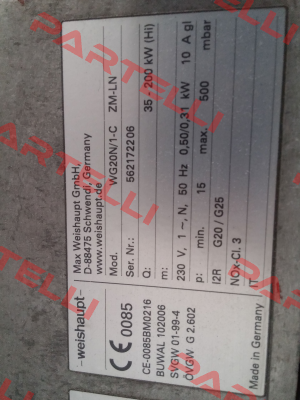 -weishaupt-
Max Weishaupt GmbH,
D-88475 Schwendi, Germany
www.weishaupt.de
CE 0085
CE-0085BM0216
BUWAL 102006
SVGW 01-99-4
ÖVGW G 2.602
Made in Germany
Mod. WG20N/1-C ZM-LN
Ser. Nr.: 562172206
Q: 35 - 200 kW (Hi)
m:
230 V, 1 ~, N, 50 Hz 0,50/0,31 kW 10 A gl
p: min. 15 max. 500 mbar
I2R G20 / G25
NOx-Cl. 3
PARTELLI
PARTELLI
PARTELLI